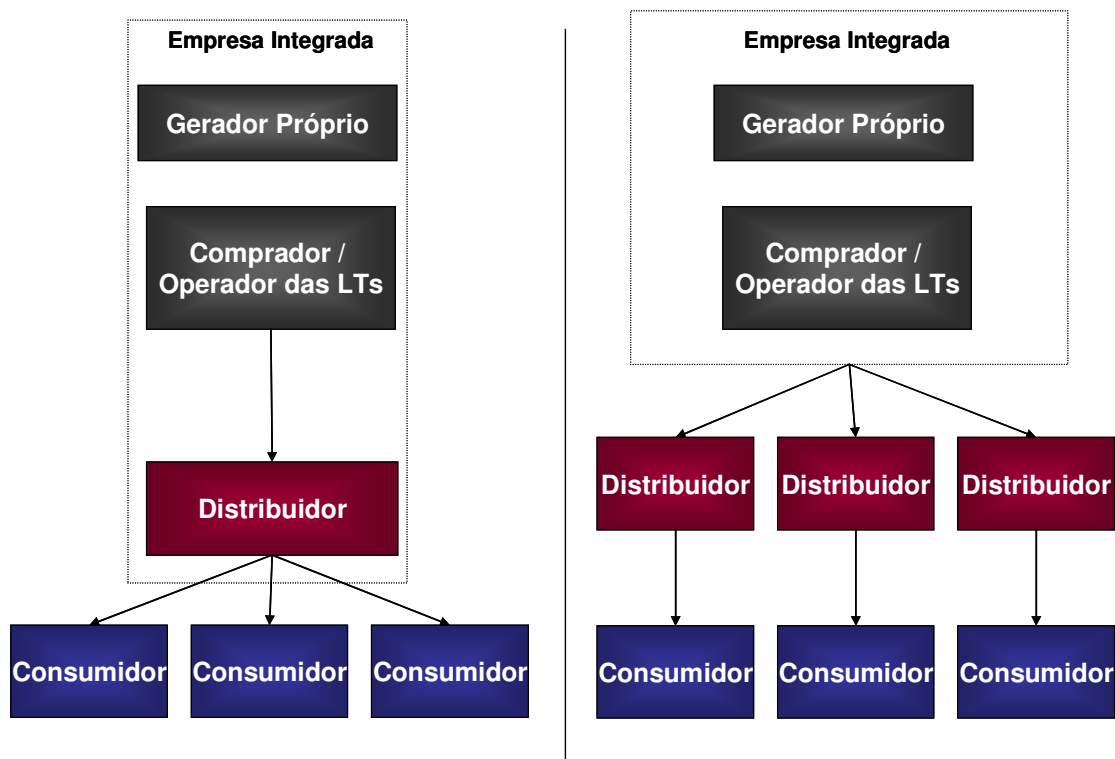 Empresa Integrada
Gerador Próprio
Comprador /
Operador das LTs
Distribuidor
Consumidor
Consumidor
Consumidor
Empresa Integrada
Gerador Próprio
Comprador /
Operador das LTs
Distribuidor
Distribuidor
Distribuidor
Consumidor
Consumidor
Consumidor